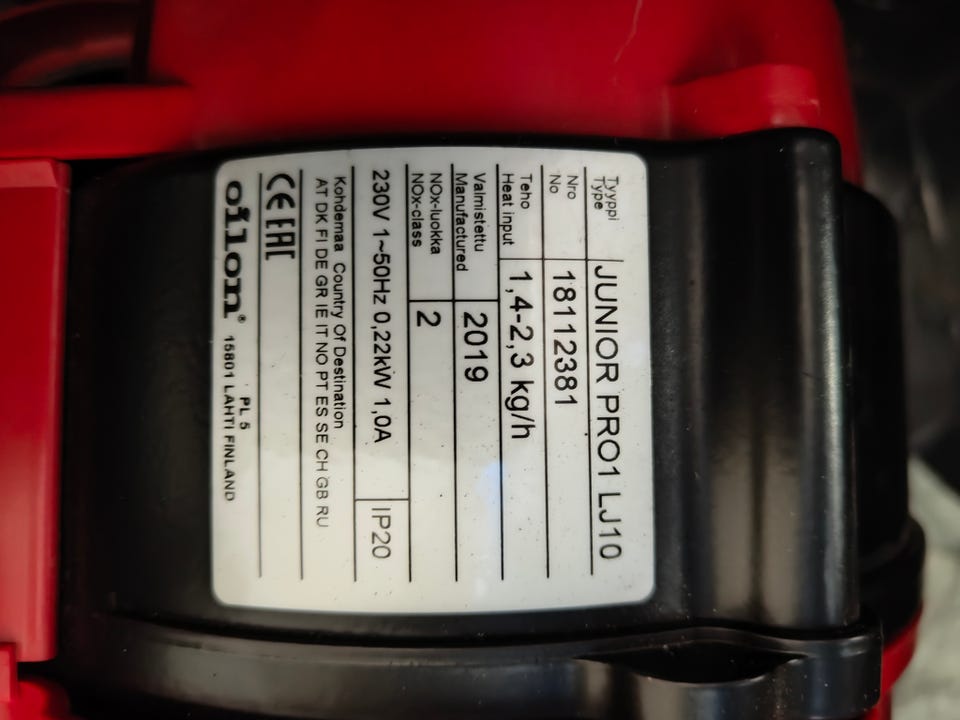 Tyyppi JUNIOR PRO1 LJ10
Type
Nro 18112381
No
Teho 1,4-2,3 kg/h
Heat input
Valmistettu 2019
Manufactured
NOx-luokka 2
NOx-class
230V 1~50Hz 0,22kW 1,0A IP20
Kohdemaa Country Of Destination
AT DK FI DE GR IE IT NO PT ES SE CH GB RU
CE EAC
oilon® PL 5
15801 LAHTI FINLAND